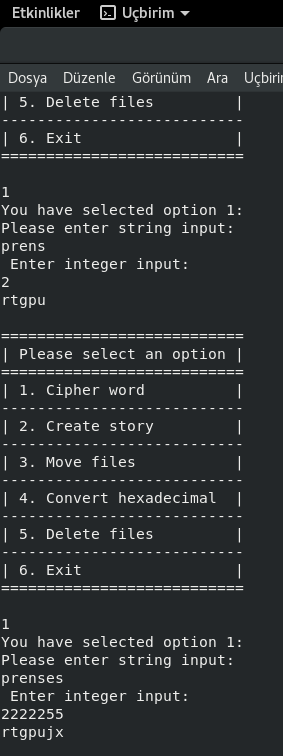 Etkinlikler Uçbirim
Dosya Düzenle Görünüm Ara
| 5. Delete files |
---------------------------
| 6. Exit |
===========================
1
You have selected option 1:
Please enter string input:
prens
Enter integer input:
2
rtgpu
===========================
| Please select an option |
===========================
| 1. Cipher word |
---------------------------
| 2. Create story |
---------------------------
| 3. Move files |
---------------------------
| 4. Convert hexadecimal |
---------------------------
| 5. Delete files |
---------------------------
| 6. Exit |
===========================
1
You have selected option 1:
Please enter string input:
prenses
Enter integer input:
2222255
rtgpujx